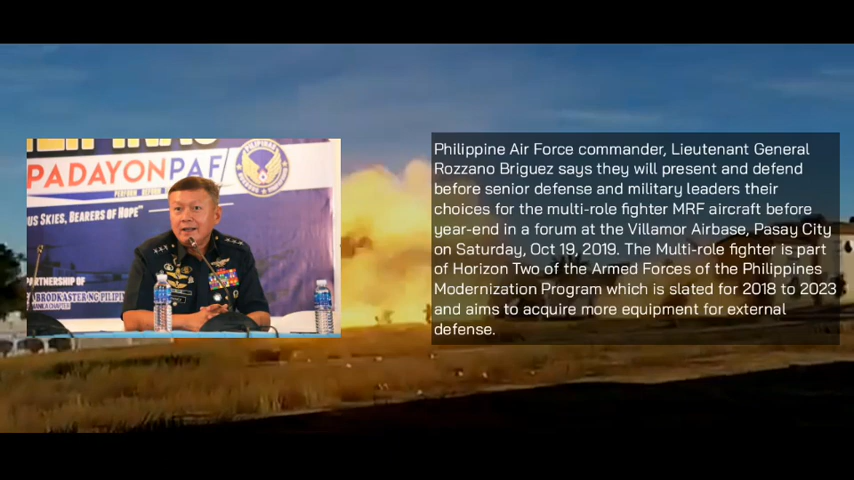 PADAYONPAF
PILIPINAS
US SKIES, BEARERS OF HOPE"
PARTNERSHIP OF
BRODKASTER NG PILIPI
MANILA CHAPTER
Philippine Air Force commander, Lieutenant General
Rozzano Briguez says they will present and defend
before senior defense and military leaders their
choices for the multi-role fighter MRF aircraft before
year-end in a forum at the Villamor Airbase, Pasay City
on Saturday, Oct 19, 2019. The Multi-role fighter is part
of Horizon Two of the Armed Forces of the Philippines
Modernization Program which is slated for 2018 to 2023
and aims to acquire more equipment for external
defense.